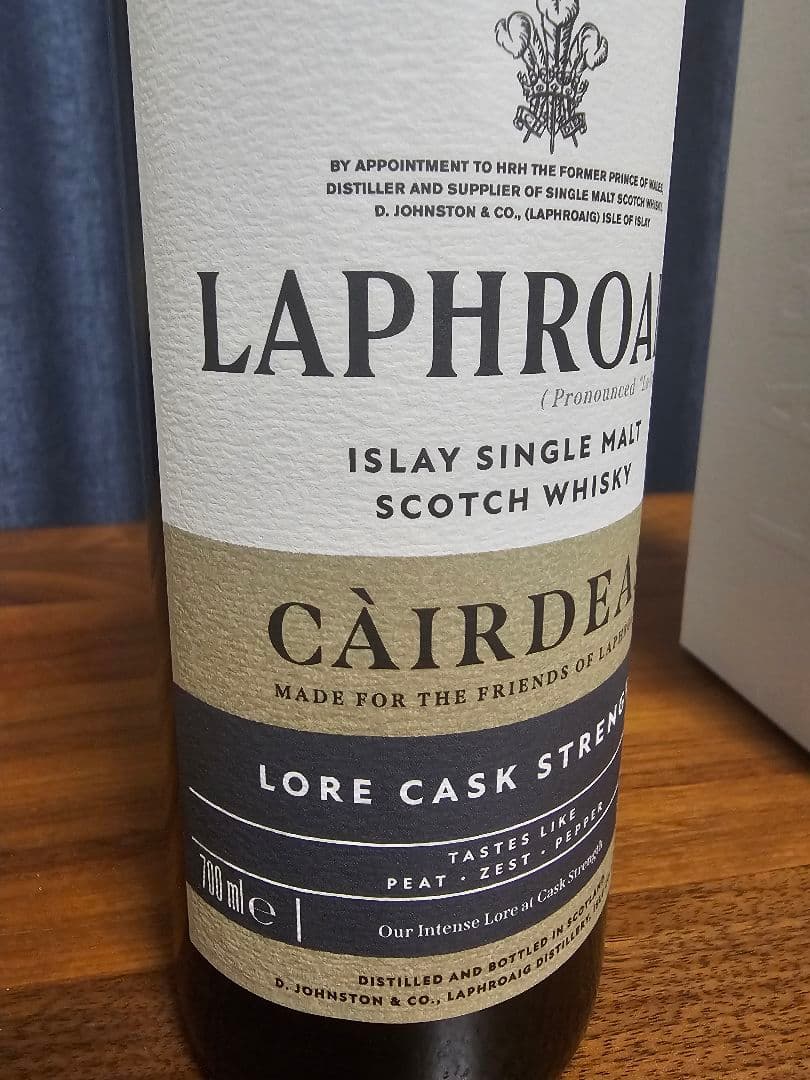 BY APPOINTMENT TO HRH THE FORMER PRINCE OF WALES
DISTILLER AND SUPPLIER OF SINGLE MALT SCOTCH WHISKY
D. JOHNSTON & CO., (LAPHROAIG) ISLE OF ISLAY
LAPHROA
(Pronounced
ISLAY SINGLE MALT
SCOTCH WHISKY
CÀIRDEA
MADE FOR THE FRIENDS OF LAPHRO
LORE CASK STRENG
TASTES LIKE
PEAT · ZEST · PEPPER
700 ml e
Our Intense Lore at Cask Strength
DISTILLED AND BOTTLED IN SCOTLAND
D. JOHNSTON & CO., LAPHROAIG DISTILLERY,